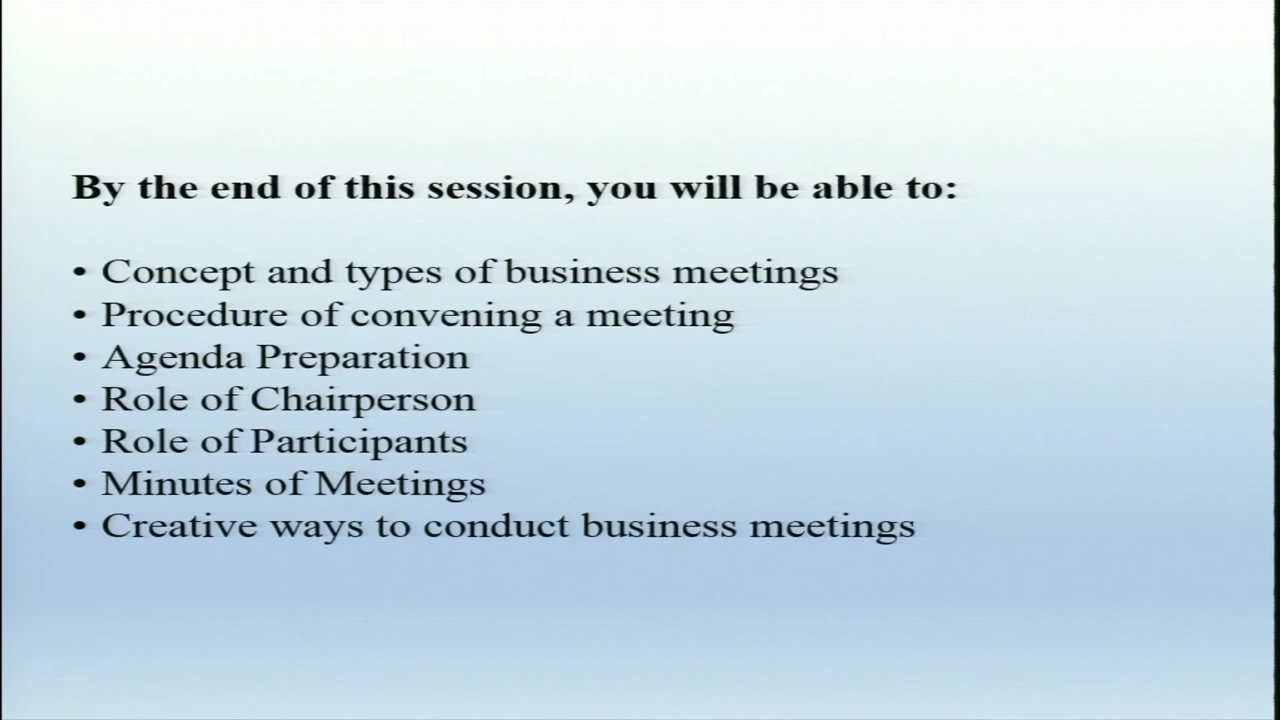 By the end of this session, you will be able to:
• Concept and types of business meetings
• Procedure of convening a meeting
• Agenda Preparation
• Role of Chairperson
• Role of Participants
• Minutes of Meetings
• Creative ways to conduct business meetings